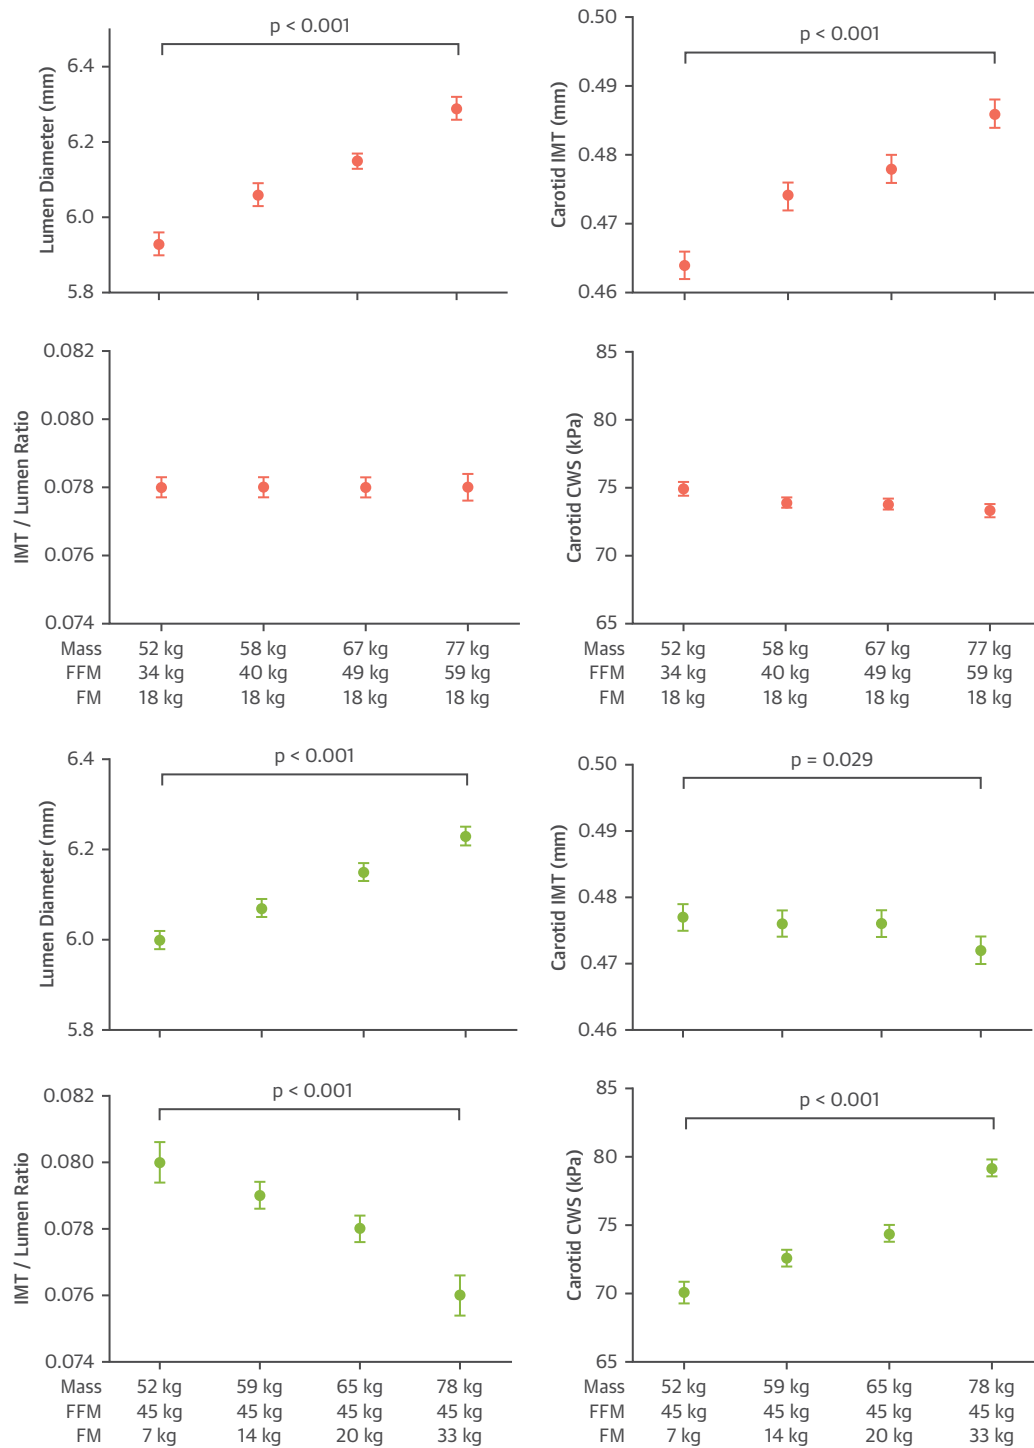 p < 0.001
6.4
6.2
6.0
5.8
Lumen Diameter (mm)
p < 0.001
0.50
0.49
0.48
0.47
0.46
Carotid IMT (mm)
0.082
0.080
0.078
0.076
0.074
IMT / Lumen Ratio
85
80
75
70
65
Carotid CWS (kPa)
Mass 52 kg 58 kg 67 kg 77 kg
FFM 34 kg 40 kg 49 kg 59 kg
FM 18 kg 18 kg 18 kg 18 kg
Mass 52 kg 58 kg 67 kg 77 kg
FFM 34 kg 40 kg 49 kg 59 kg
FM 18 kg 18 kg 18 kg 18 kg
p < 0.001
6.4
6.2
6.0
5.8
Lumen Diameter (mm)
p = 0.029
0.50
0.49
0.48
0.47
0.46
Carotid IMT (mm)
p < 0.001
0.082
0.080
0.078
0.076
0.074
IMT / Lumen Ratio
p < 0.001
85
80
75
70
65
Carotid CWS (kPa)
Mass 52 kg 59 kg 65 kg 78 kg
FFM 45 kg 45 kg 45 kg 45 kg
FM 7 kg 14 kg 20 kg 33 kg
Mass 52 kg 59 kg 65 kg 78 kg
FFM 45 kg 45 kg 45 kg 45 kg
FM 7 kg 14 kg 20 kg 33 kg